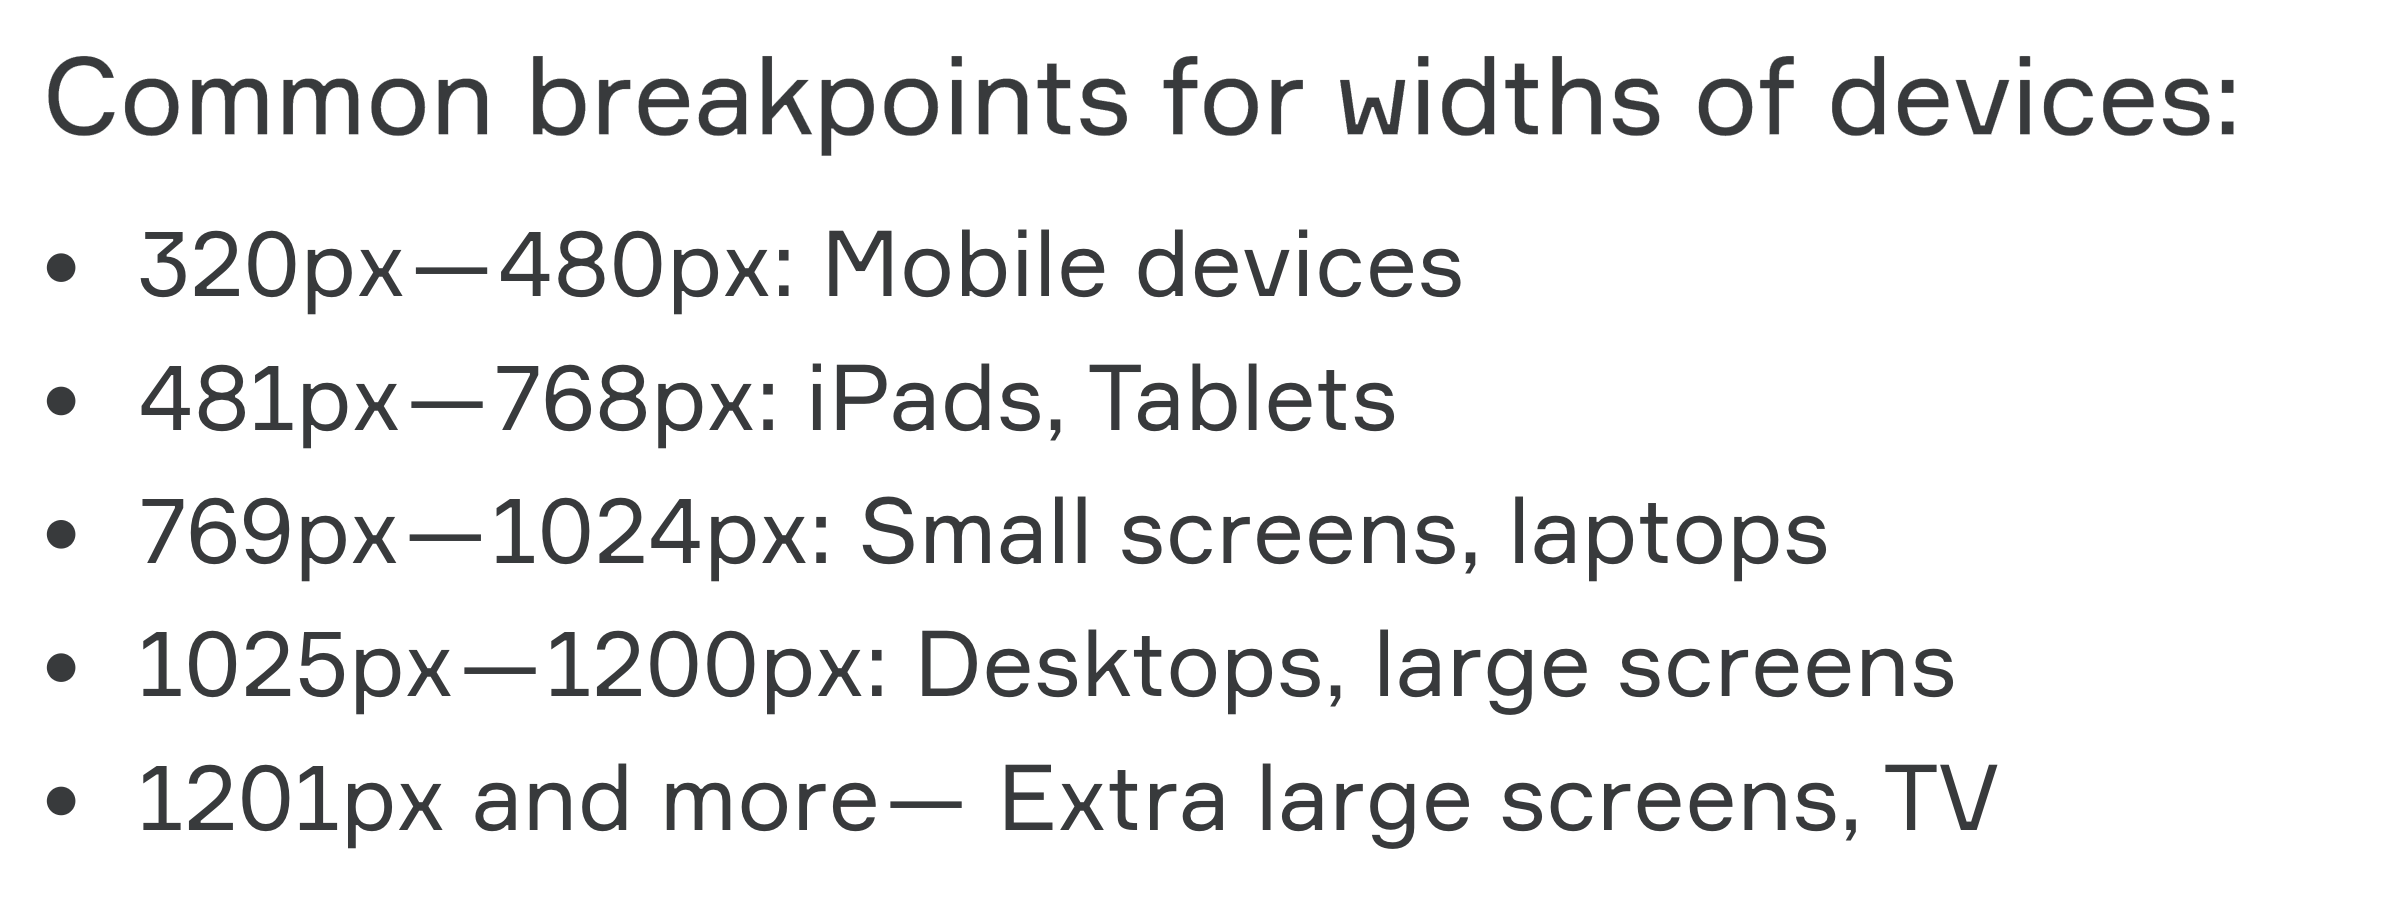 Common breakpoints for widths of devices:
• 320px—480px: Mobile devices
• 481px—768px: iPads, Tablets
• 769px—1024px: Small screens, laptops
• 1025px—1200px: Desktops, large screens
• 1201px and more— Extra large screens, TV